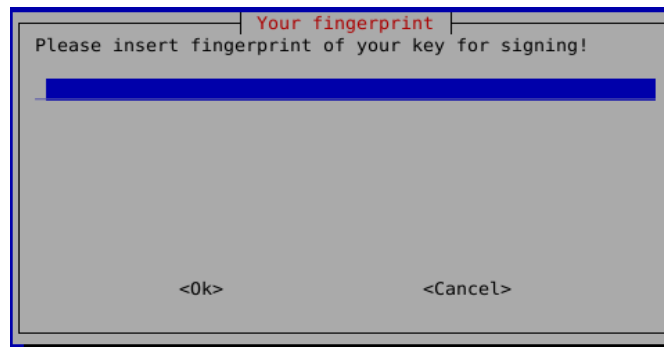 Your fingerprint
Please insert fingerprint of your key for signing!
<Ok> <Cancel>